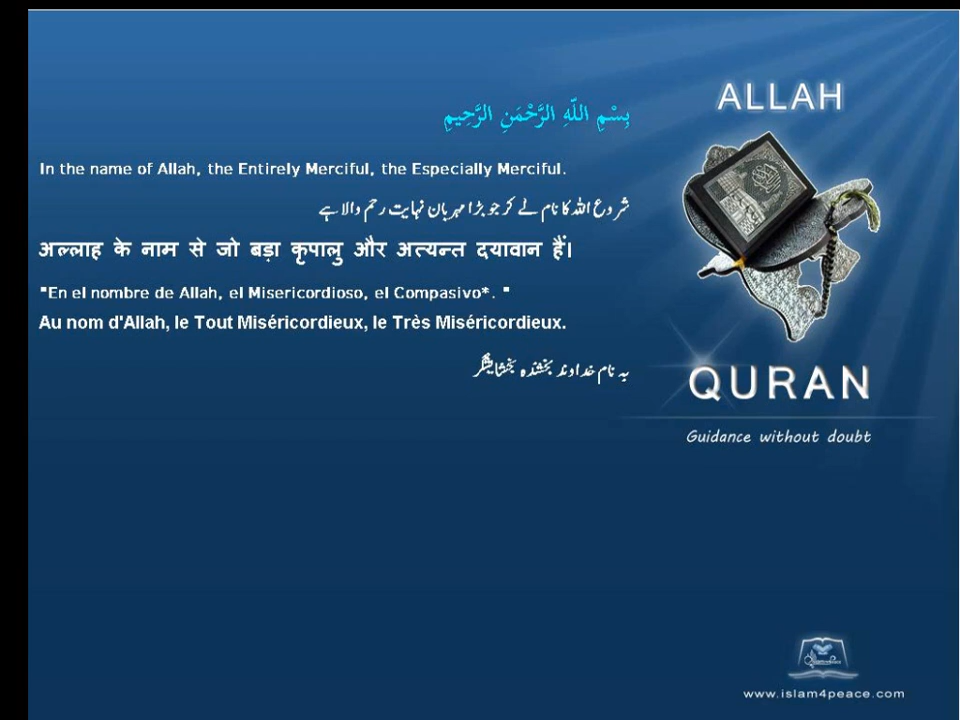 بِسْمِ اللّهِ الرَّحْمَنِ الرَّحِيمِ
In the name of Allah, the Entirely Merciful, the Especially Merciful.
شروع الله کا نام لے کر جو بڑا مہربان نہایت رحم والا ہے
अल्लाह के नाम से जो बड़ा कृपालु और अत्यन्त दयावान हैं।
"En el nombre de Allah, el Misericordioso, el Compasivo*. "
Au nom d'Allah, le Tout Miséricordieux, le Très Miséricordieux.
به نام خداوند بخشنده بخشایشگر
ALLAH
QURAN
Guidance without doubt
www.islam4peace.com